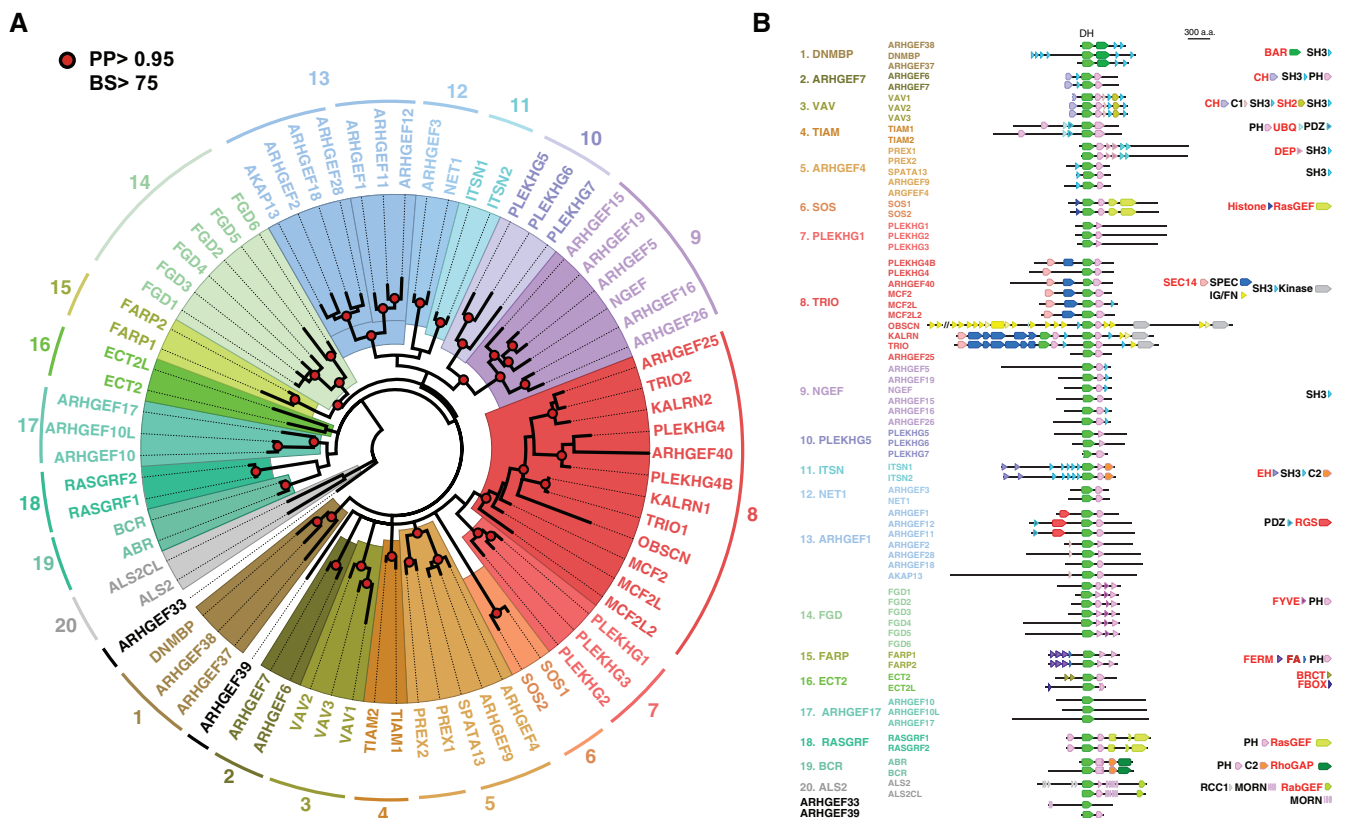 A
PP> 0.95
BS> 75
1
2
3
4
5
6
7
8
9
10
11
12
13
14
15
16
17
18
19
20
ARHGEF33
DNMBP
ARHGEF38
ARHGEF37
ARHGEF39
ARHGEF7
ARHGEF6
VAV2
VAV3
VAV1
TIAM2
TIAM1
PREX2
PREX1
SPATA13
ARHGEF9
ARHGEF4
SOS2
SOS1
PLEKHG2
PLEKHG3
PLEKHG1
MCF2L2
MCF2L
MCF2
OBSCN
TRIO1
KALRN1
PLEKHG4B
ARHGEF40
PLEKHG4
KALRN2
TRIO2
ARHGEF25
ARHGEF26
ARHGEF16
NGEF
ARHGEF5
ARHGEF19
ARHGEF15
PLEKHG7
PLEKHG6
PLEKHG5
ITSN2
ITSN1
NET1
ARHGEF3
ARHGEF12
ARHGEF11
ARHGEF1
ARHGEF28
ARHGEF18
ARHGEF2
AKAP13
FGD6
FGD5
FGD2
FGD4
FGD3
FGD1
FARP2
FARP1
ECT2L
ECT2
ARHGEF17
ARHGEF10L
ARHGEF10
RASGRF2
RASGRF1
BCR
ABR
ALS2CL
ALS2
B
DH
300 a.a.
1. DNMBP
ARHGEF38
DNMBP
ARHGEF37
BAR SH3
2. ARHGEF7
ARHGEF6
ARHGEF7
CH SH3 PH
3. VAV
VAV1
VAV2
VAV3
CH C1 SH3 SH2 SH3
4. TIAM
TIAM1
TIAM2
PH UBQ PDZ
5. ARHGEF4
PREX1
PREX2
SPATA13
ARHGEF9
ARGFEF4
DEP SH3
SH3
6. SOS
SOS1
SOS2
Histone RasGEF
7. PLEKHG1
PLEKHG1
PLEKHG2
PLEKHG3
8. TRIO
PLEKHG4B
PLEKHG4
ARHGEF40
MCF2
MCF2L
MCF2L2
OBSCN
KALRN
TRIO
ARHGEF25
SEC14 SPEC SH3 Kinase
IG/FN
9. NGEF
ARHGEF5
ARHGEF19
NGEF
ARHGEF15
ARHGEF16
ARHGEF26
SH3
10. PLEKHG5
PLEKHG5
PLEKHG6
PLEKHG7
11. ITSN
ITSN1
ITSN2
EH SH3 C2
12. NET1
ARHGEF3
NET1
13. ARHGEF1
ARHGEF1
ARHGEF12
ARHGEF11
ARHGEF2
ARHGEF28
ARHGEF18
AKAP13
PDZ RGS
14. FGD
FGD1
FGD2
FGD3
FGD4
FGD5
FGD6
FYVE PH
15. FARP
FARP1
FARP2
FERM FA PH
16. ECT2
ECT2
ECT2L
BRCT
FBOX
17. ARHGEF17
ARHGEF10
ARHGEF10L
ARHGEF17
18. RASGRF
RASGRF1
RASGRF2
PH RasGEF
19. BCR
ABR
BCR
PH C2 RhoGAP
20. ALS2
ALS2
ALS2CL
RCC1 MORN RabGEF
MORN
ARHGEF33
ARHGEF39